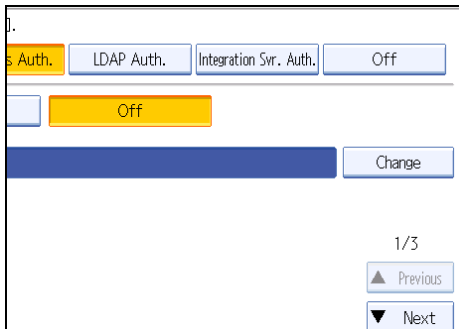 ].
s Auth. LDAP Auth. Integration Svr. Auth. Off
Off
Change
1/3
▲ Previous
▼ Next